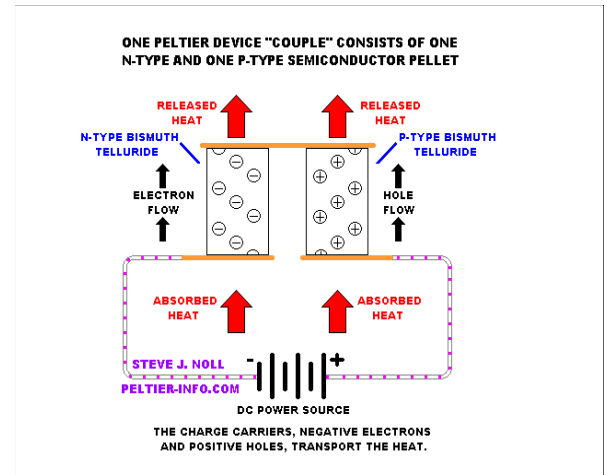 ONE PELTIER DEVICE "COUPLE" CONSISTS OF ONE
N-TYPE AND ONE P-TYPE SEMICONDUCTOR PELLET
RELEASED
HEAT
RELEASED
HEAT
N-TYPE BISMUTH
TELLURIDE
P-TYPE BISMUTH
TELLURIDE
ELECTRON
FLOW
HOLE
FLOW
ABSORBED
HEAT
ABSORBED
HEAT
STEVE J. NOLL
PELTIER-INFO.COM
- +
DC POWER SOURCE
THE CHARGE CARRIERS, NEGATIVE ELECTRONS
AND POSITIVE HOLES, TRANSPORT THE HEAT.